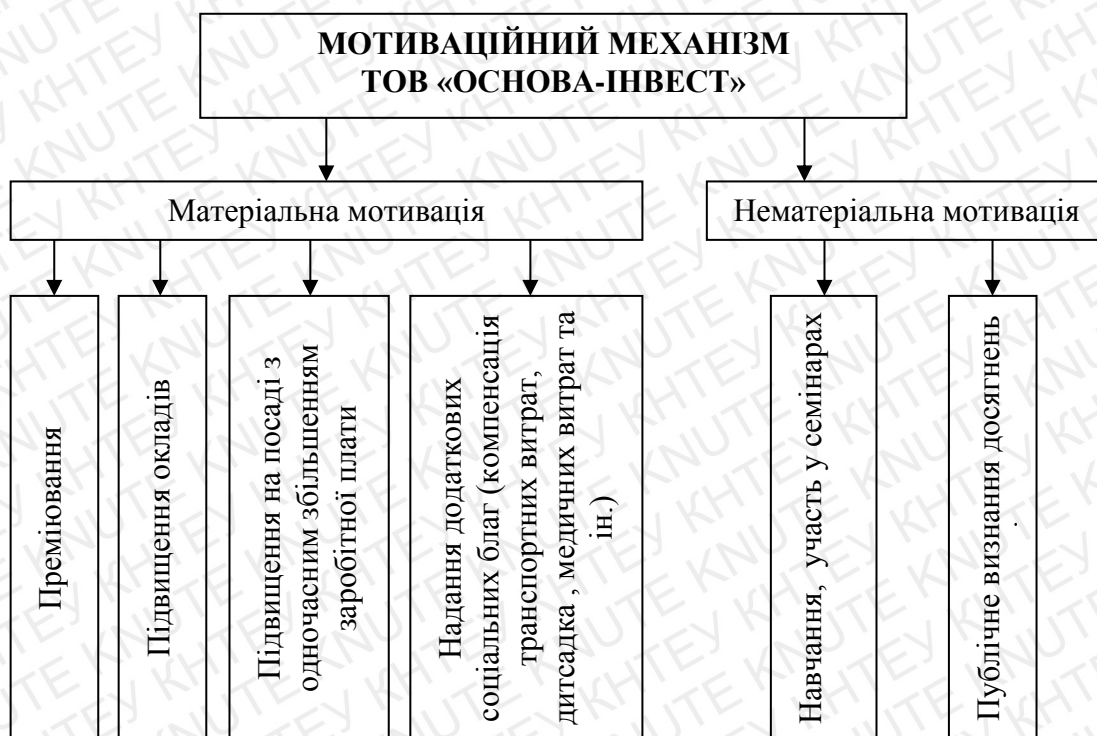 МОТИВАЦІЙНИЙ МЕХАНІЗМ
ТОВ «ОСНОВА-ІНВЕСТ»
Матеріальна мотивація
Нематеріальна мотивація
Преміювання
Підвищення окладів
Підвищення на посаді з
одночасним збільшенням
заробітної плати
Надання додаткових
соціальних благ (компенсація
транспортних витрат,
дитсадка , медичних витрат та
ін.)
Навчання, участь у семінарах
Публічне визнання досягнень
.